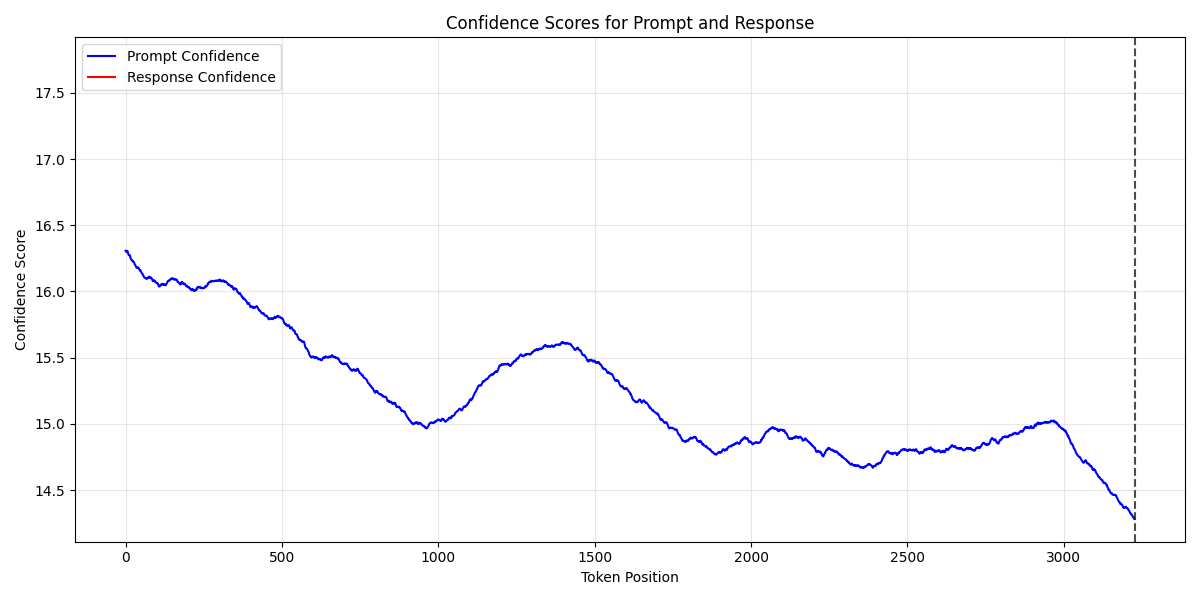 Confidence Scores for Prompt and Response
Prompt Confidence
Response Confidence
17.5
17.0
16.5
16.0
15.5
15.0
14.5
Confidence Score
0 500 1000 1500 2000 2500 3000
Token Position